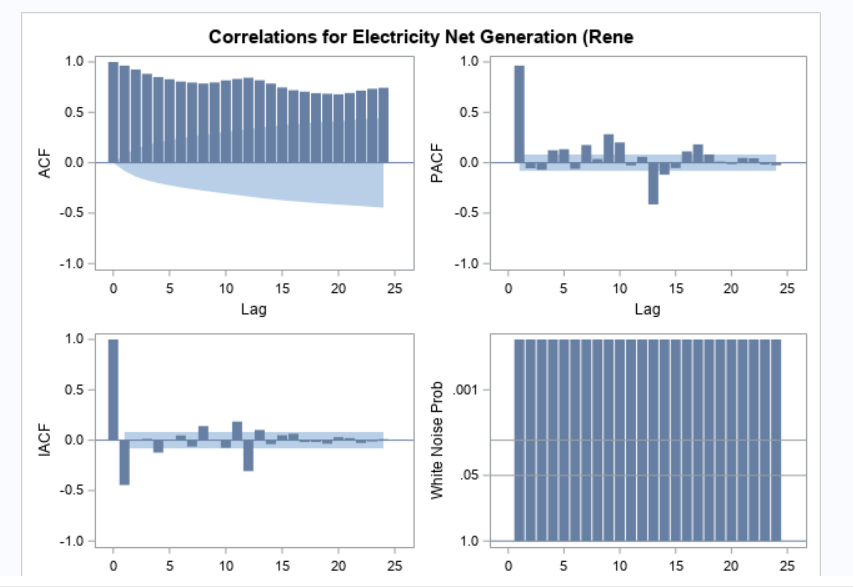 Correlations for Electricity Net Generation (Rene
1.0
0.5
0.0
-0.5
-1.0
ACF
0 5 10 15 20 25
Lag
1.0
0.5
0.0
-0.5
-1.0
PACF
0 5 10 15 20 25
Lag
1.0
0.5
0.0
-0.5
-1.0
IACF
0 5 10 15 20 25
.001
.05
1.0
White Noise Prob
0 5 10 15 20 25